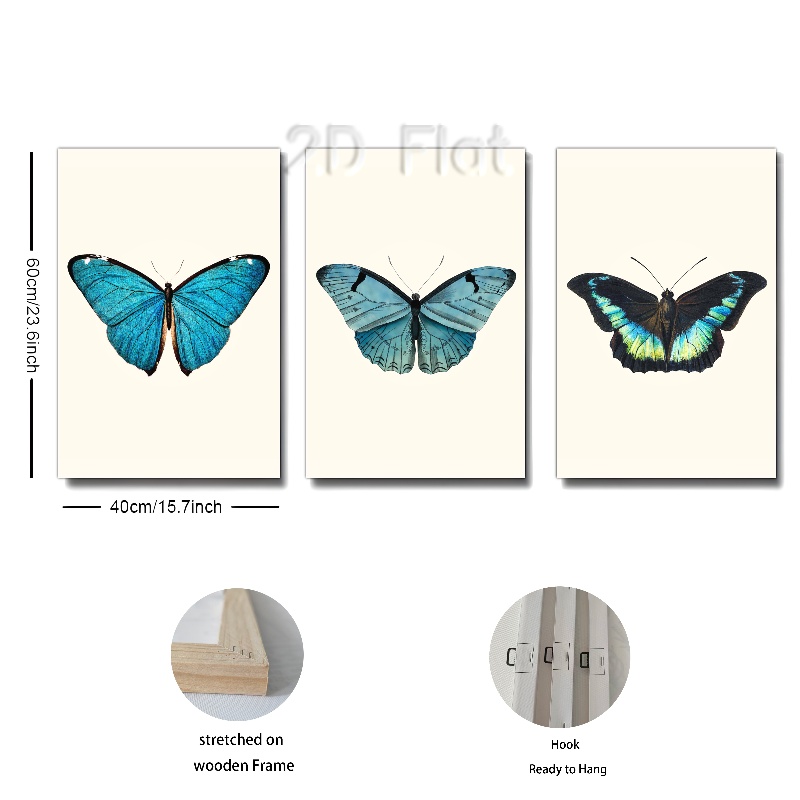 2D Flat
60cm/23.6inch
40cm/15.7inch
stretched on
wooden Frame
Hook
Ready to Hang